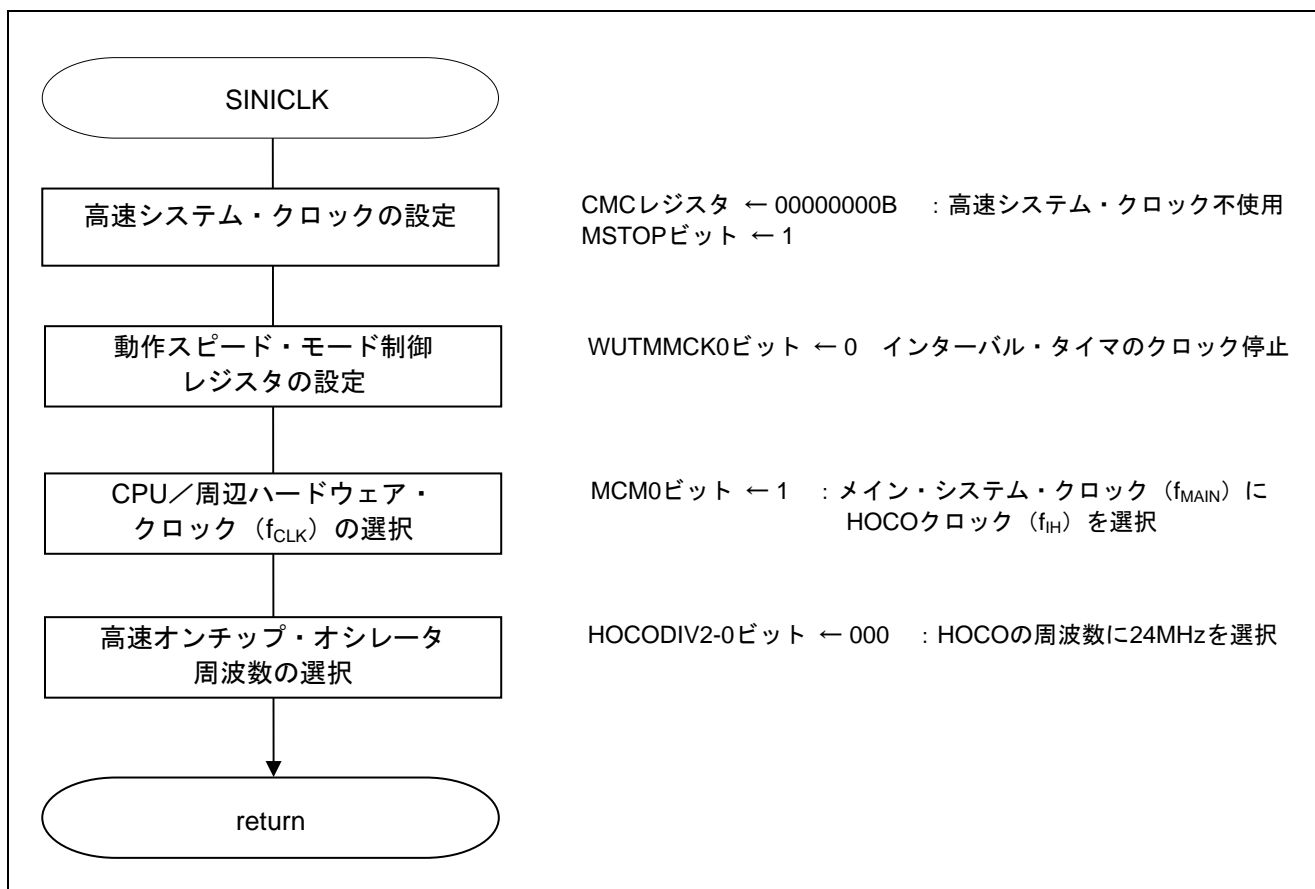 SINICLK
高速システム・クロックの設定
CMCレジスタ ← 00000000B ：高速システム・クロック不使用
MSTOPビット ← 1
動作スピード・モード制御
レジスタの設定
WUTMMCK0ビット ← 0 インターバル・タイマのクロック停止
CPU／周辺ハードウェア・
クロック（fCLK）の選択
MCM0ビット ← 1 ：メイン・システム・クロック（fMAIN）に
HOCOクロック（fIH）を選択
高速オンチップ・オシレータ
周波数の選択
HOCODIV2-0ビット ← 000 ：HOCOの周波数に24MHzを選択
return